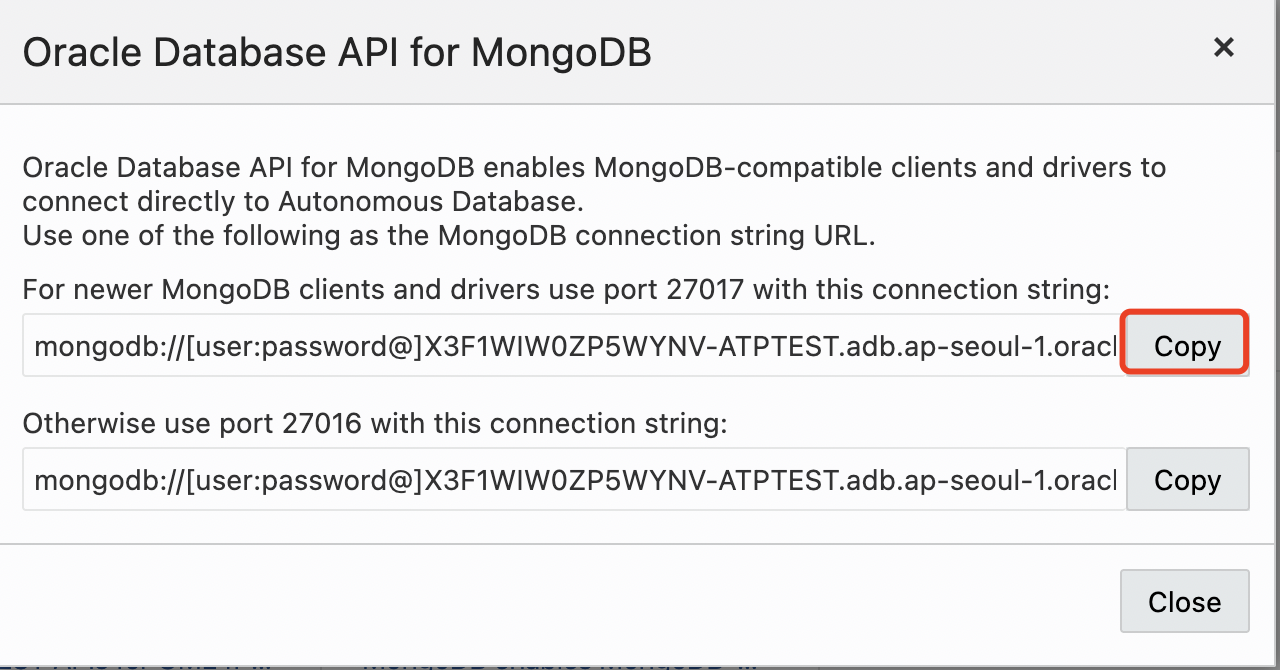 Oracle Database API for MongoDB
×
Oracle Database API for MongoDB enables MongoDB-compatible clients and drivers to
connect directly to Autonomous Database.
Use one of the following as the MongoDB connection string URL.
For newer MongoDB clients and drivers use port 27017 with this connection string:
mongodb://[user:password@]X3F1WIW0ZP5WYNV-ATPTEST.adb.ap-seoul-1.oracl Copy
Otherwise use port 27016 with this connection string:
mongodb://[user:password@]X3F1WIW0ZP5WYNV-ATPTEST.adb.ap-seoul-1.oracl Copy
Close